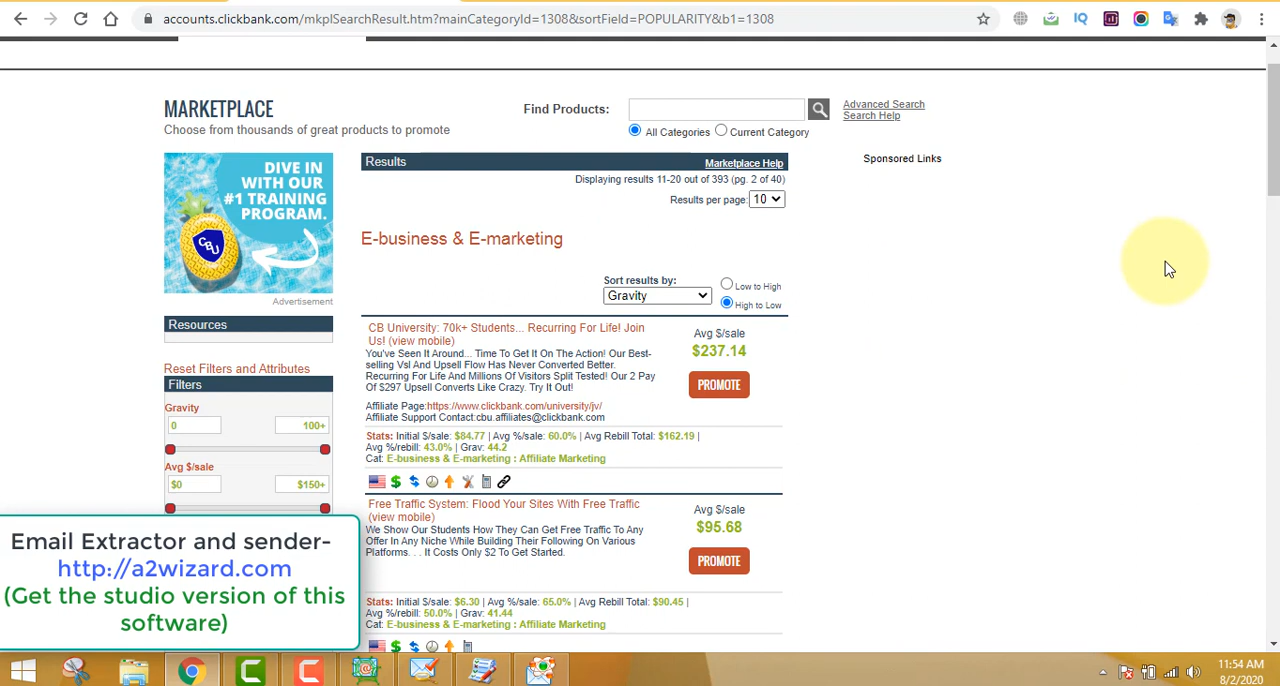 accounts.clickbank.com/mkplSearchResult.htm?mainCategoryId=1308&sortField=POPULARITY&b1=1308
IQ
MARKETPLACE
Choose from thousands of great products to promote
Find Products:
All Categories Current Category
Advanced Search
Search Help
DIVE IN
WITH OUR
#1 TRAINING
PROGRAM.
CBU
Advertisement
Resources
Reset Filters and Attributes
Filters
Gravity
0 100+
Avg $/sale
$0 $150+
Results Marketplace Help
Displaying results 11-20 out of 393 (pg. 2 of 40)
Results per page: 10
E-business & E-marketing
Sort results by:
Gravity
Low to High
High to Low
CB University: 70k+ Students... Recurring For Life! Join
Us! (view mobile)
You've Seen It Around... Time To Get It On The Action! Our Best-
selling Vsl And Upsell Flow Has Never Converted Better.
Recurring For Life And Millions Of Visitors Split Tested! Our 2 Pay
Of $297 Upsell Converts Like Crazy. Try It Out!
Affiliate Page:https://www.clickbank.com/university/jv/
Affiliate Support Contact:cbu.affiliates@clickbank.com
Avg $/sale
$237.14
PROMOTE
Stats: Initial $/sale: $84.77 | Avg %/sale: 60.0% | Avg Rebill Total: $162.19 |
Avg %/rebill: 43.0% | Grav: 44.2
Cat: E-business & E-marketing : Affiliate Marketing
Free Traffic System: Flood Your Sites With Free Traffic
(view mobile)
We Show Our Students How They Can Get Free Traffic To Any
Offer In Any Niche While Building Their Following On Various
Platforms. . . It Costs Only $2 To Get Started.
Avg $/sale
$95.68
PROMOTE
Stats: Initial $/sale: $6.30 | Avg %/sale: 65.0% | Avg Rebill Total: $90.45 |
Avg %/rebill: 50.0% | Grav: 41.44
Cat: E-business & E-marketing : Affiliate Marketing
Sponsored Links
Email Extractor and sender-
http://a2wizard.com
(Get the studio version of this
software)
11:54 AM
8/2/2020